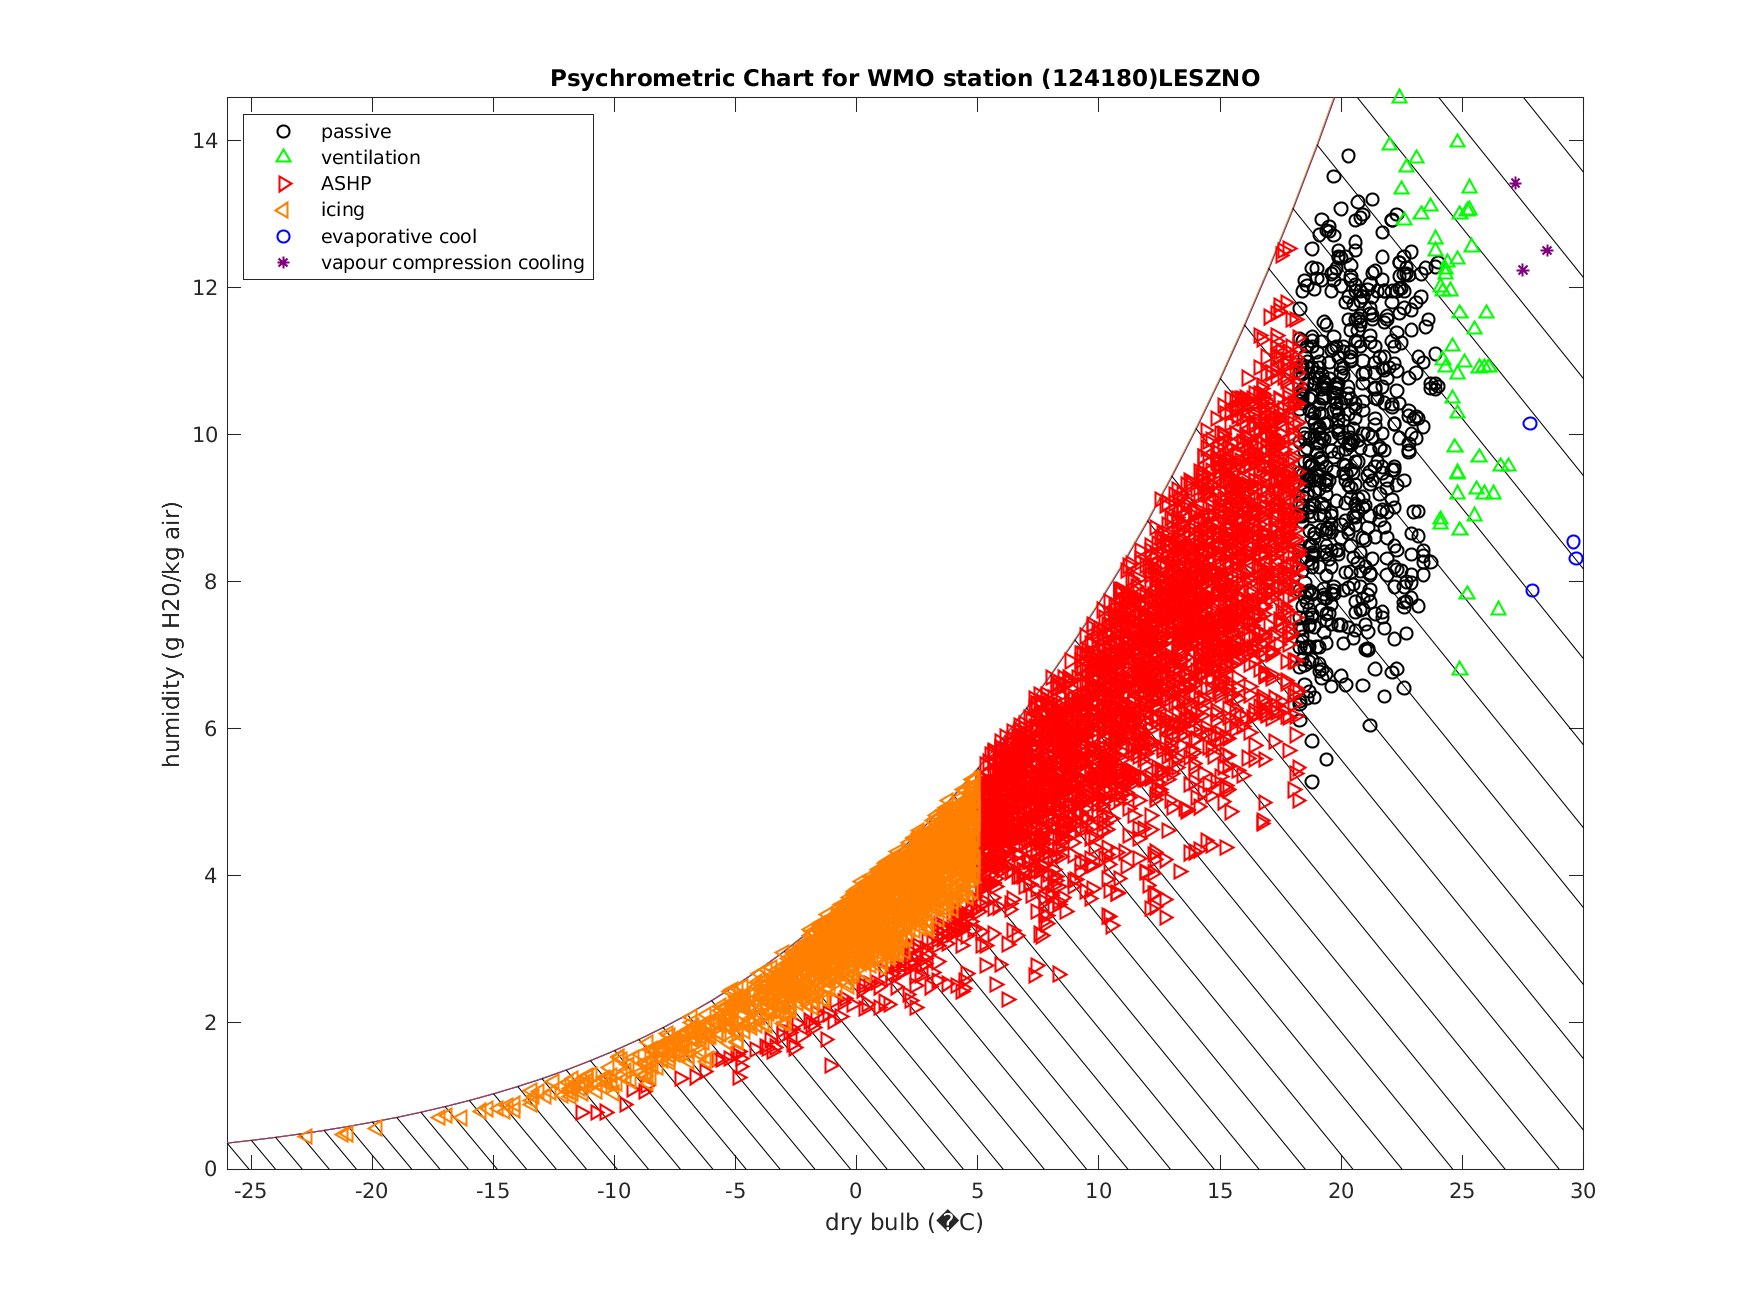 Psychrometric Chart for WMO station (124180)LESZNO
passive
ventilation
ASHP
icing
evaporative cool
vapour compression cooling
humidity (g H20/kg air)
14
12
10
8
6
4
2
0
-25 -20 -15 -10 -5 0 5 10 15 20 25 30
dry bulb (�C)